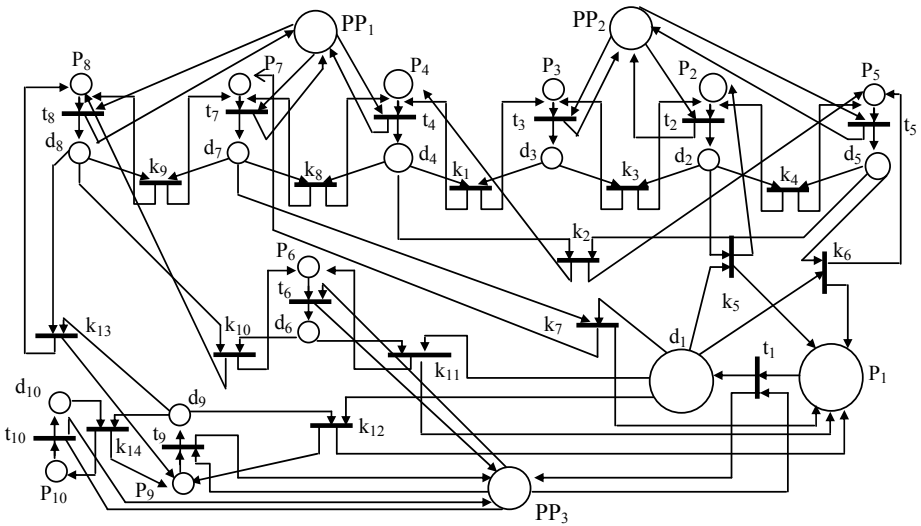 PP₁
PP₂
P₈
P₇
P₄
P₃
P₂
P₅
t₈
t₇
t₄
t₃
t₂
t₅
d₈
k₉
d₇
k₈
d₄
k₁
d₃
k₃
d₂
k₄
d₅
k₂
k₆
P₆
t₆
k₅
k₁₃
k₁₀
d₆
k₇
d₁
t₁
k₁₁
P₁
d₁₀
d₉
t₁₀
k₁₄
t₉
k₁₂
P₁₀
P₉
PP₃